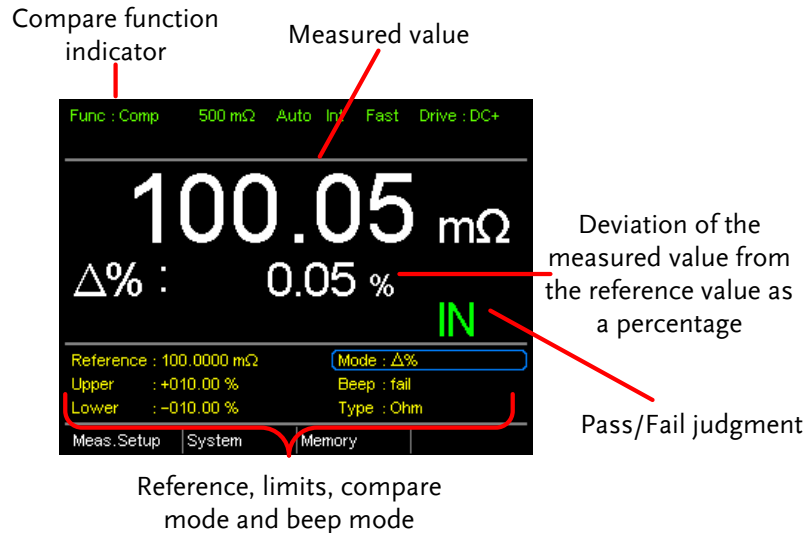 Compare function
indicator
Measured value
Func : Comp 500 mΩ Auto Int Fast Drive : DC+
100.05 mΩ
Δ% : 0.05 %
IN
Deviation of the
measured value from
the reference value as
a percentage
Reference : 100.0000 mΩ Mode : Δ%
Upper : +010.00 % Beep : fail
Lower : −010.00 % Type : Ohm
Meas.Setup System Memory
Pass/Fail judgment
Reference, limits, compare
mode and beep mode